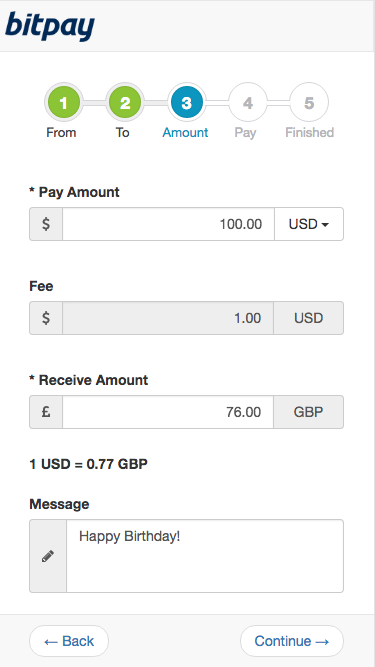 bitpay
1 2 3 4 5
From To Amount Pay Finished
* Pay Amount
$ 100.00 USD
Fee
$ 1.00 USD
* Receive Amount
£ 76.00 GBP
1 USD = 0.77 GBP
Message
Happy Birthday!
← Back Continue →